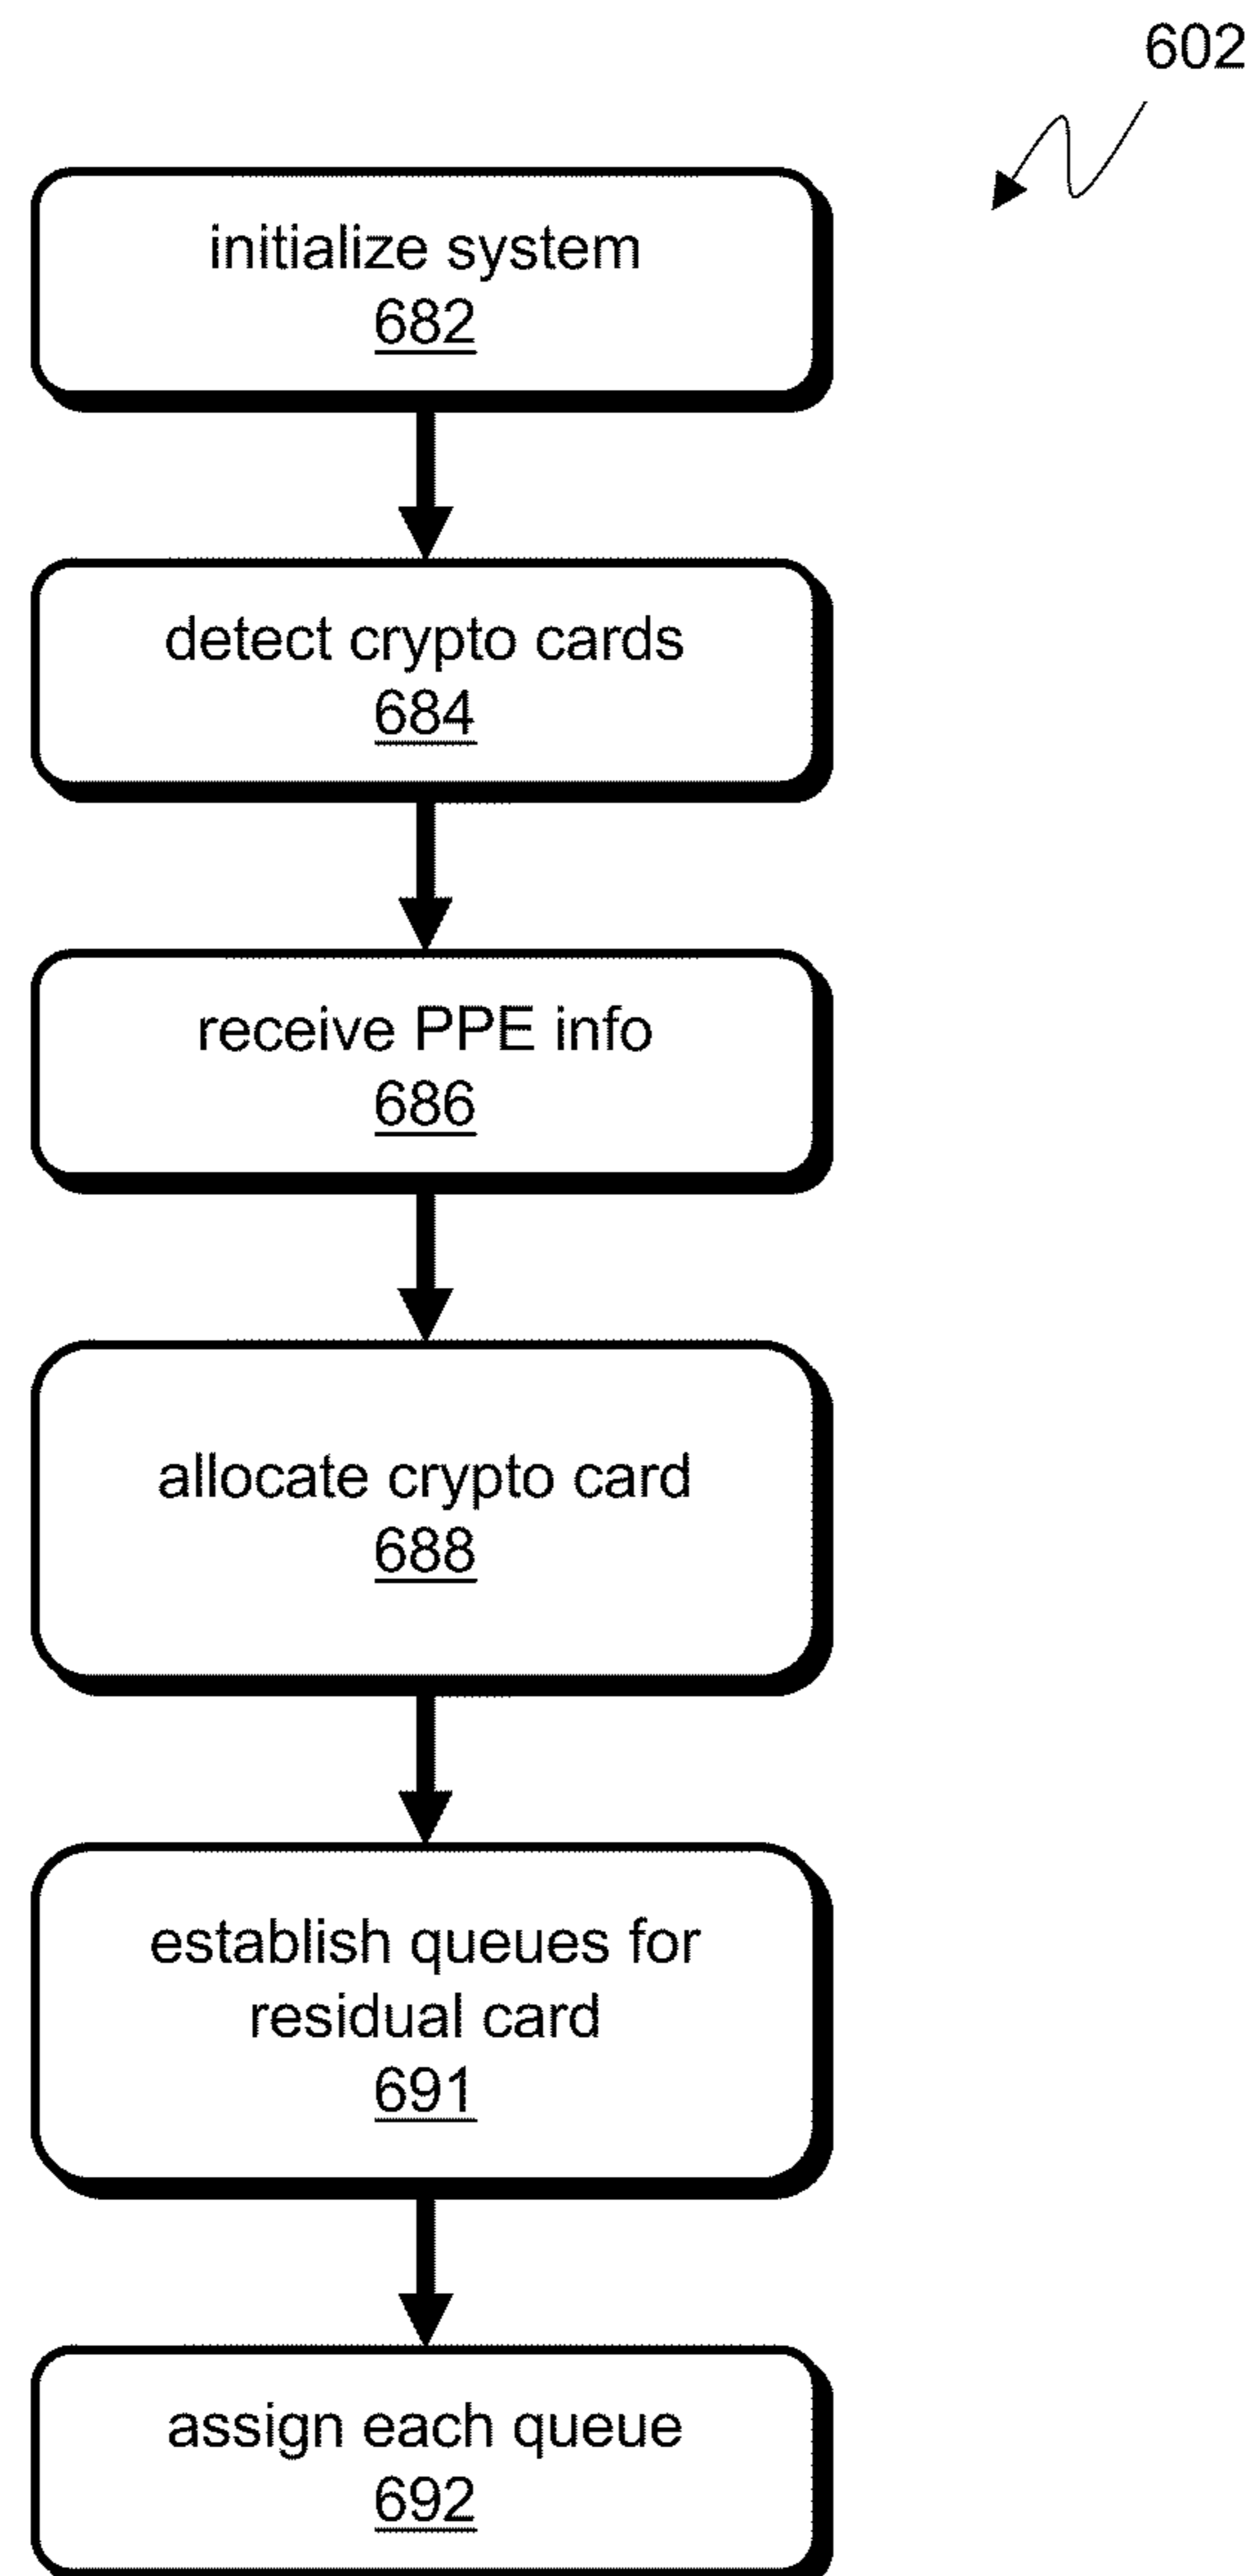 602
initialize system
682
detect crypto cards
684
receive PPE info
686
allocate crypto card
688
establish queues for
residual card
691
assign each queue
692